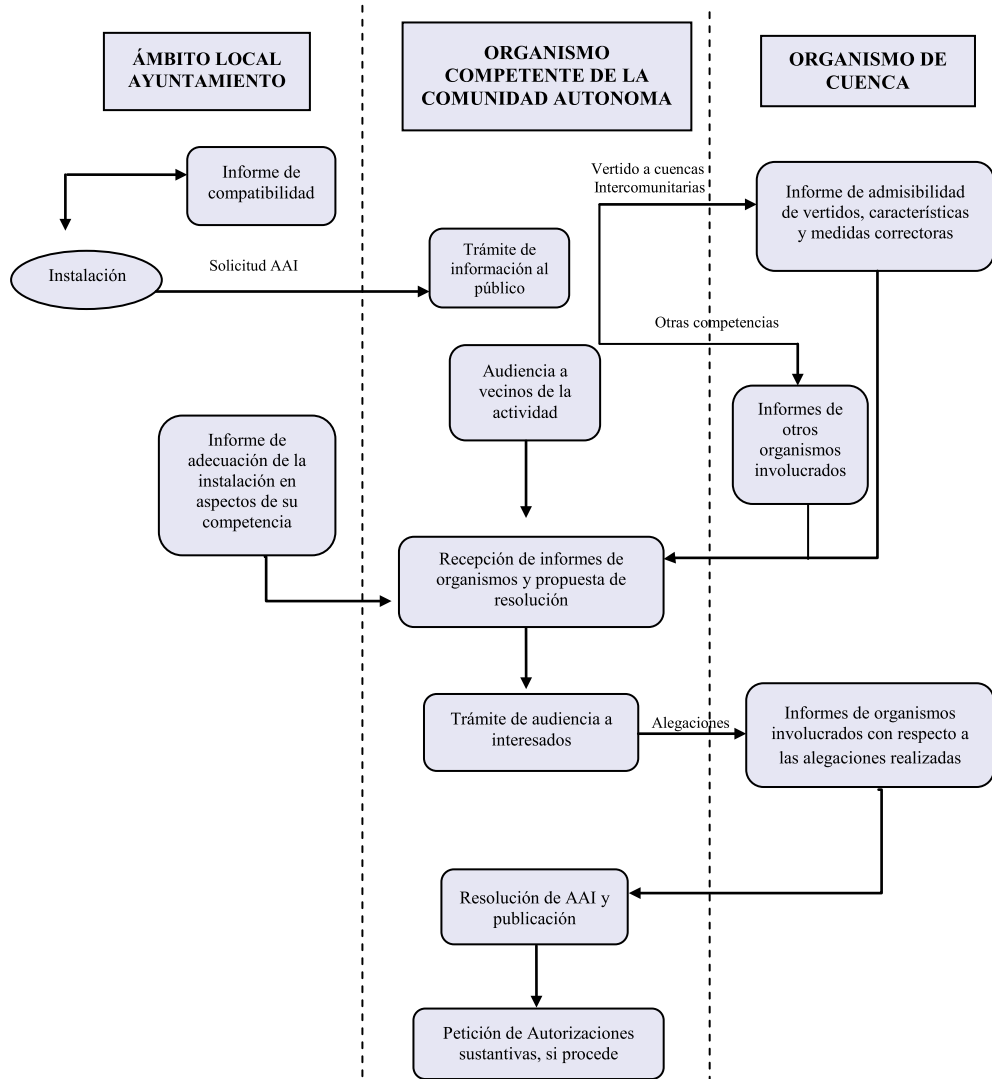 ÁMBITO LOCAL
AYUNTAMIENTO
ORGANISMO
COMPETENTE DE LA
COMUNIDAD AUTONOMA
ORGANISMO DE
CUENCA
Informe de
compatibilidad
Vertido a cuencas
Intercomunitarias
Informe de admisibilidad
de vertidos, características
y medidas correctoras
Instalación
Solicitud AAI
Trámite de
información al
público
Otras competencias
Audiencia a
vecinos de la
actividad
Informes de
otros
organismos
involucrados
Informe de
adecuación de la
instalación en
aspectos de su
competencia
Recepción de informes de
organismos y propuesta de
resolución
Trámite de audiencia a
interesados
Alegaciones
Informes de organismos
involucrados con respecto a
las alegaciones realizadas
Resolución de AAI y
publicación
Petición de Autorizaciones
sustantivas, si procede